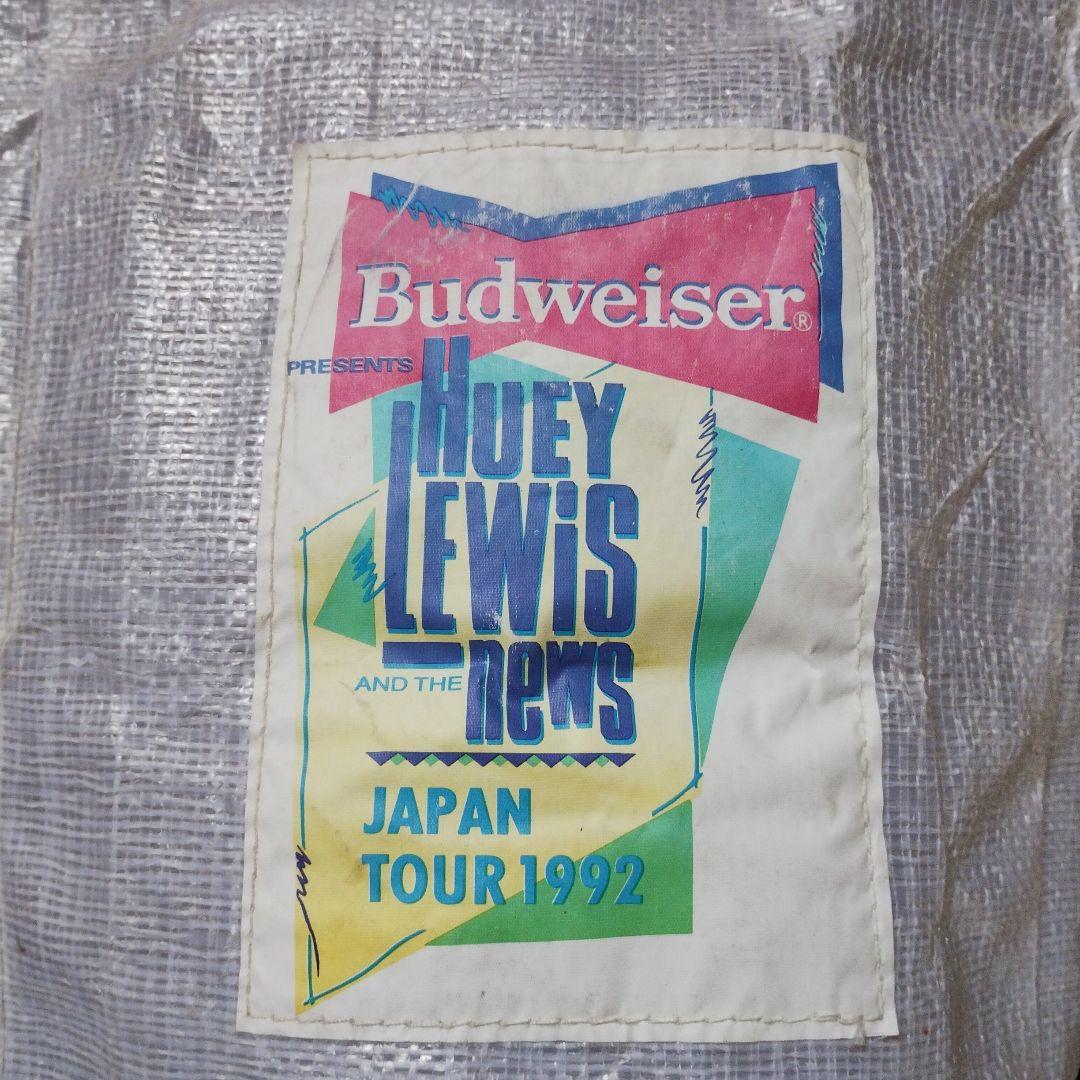 Budweiser®
PRESENTS
HUEY
LEWiS
AND THE news
JAPAN
TOUR 1992